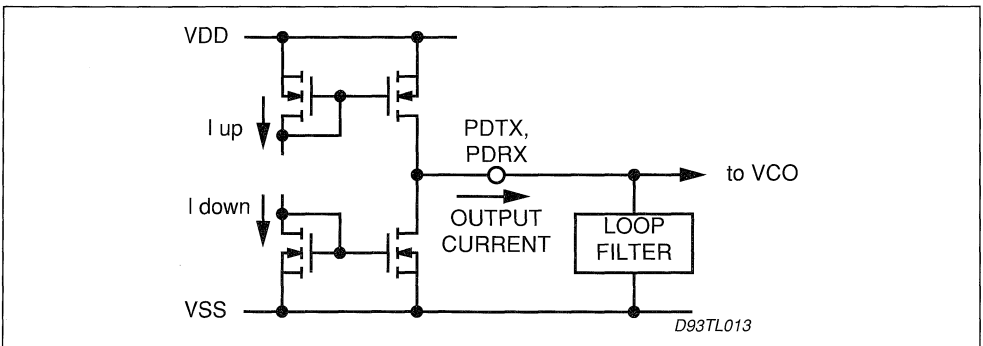 VDD
I up
PDTX,
PDRX
to VCO
I down
OUTPUT
CURRENT
LOOP
FILTER
VSS
D93TL013